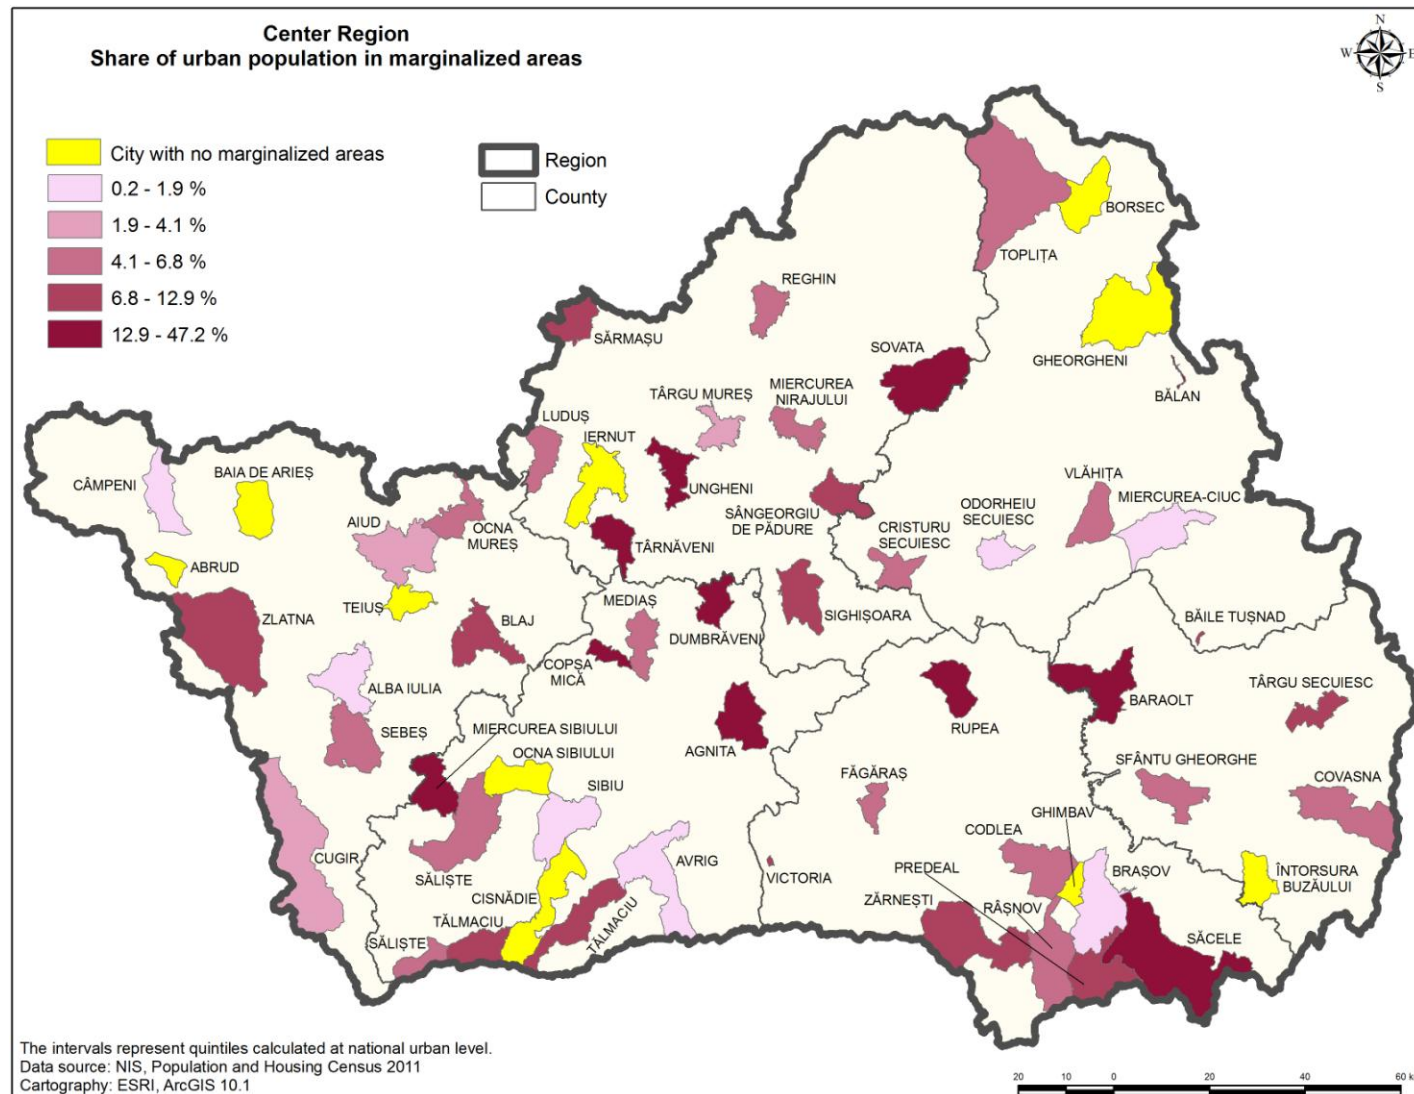 Center Region
Share of urban population in marginalized areas
N
W
E
S
City with no marginalized areas
0.2 - 1.9 %
1.9 - 4.1 %
4.1 - 6.8 %
6.8 - 12.9 %
12.9 - 47.2 %
Region
County
BORSEC
TOPLIȚA
REGHIN
SĂRMAȘU
SOVATA
GHEORGHENI
BĂLAN
TÂRGU MUREȘ
MIERCUREA
NIRAJULUI
LUDUȘ
IERNUT
CÂMPENI
BAIA DE ARIEȘ
UNGHENI
VLĂHIȚA
MIERCUREA-CIUC
AIUD
OCNA
MUREȘ
SÂNGEORGIU
DE PĂDURE
ODORHEIU
SECUIESC
CRISTURU
SECUIESC
TÂRNĂVENI
ABRUD
TEIUȘ
ZLATNA
BLAJ
MEDIAȘ
DUMBRĂVENI
SIGHIȘOARA
BĂILE TUȘNAD
COPȘA
MICĂ
ALBA IULIA
TÂRGU SECUIESC
BARAOLT
SEBEȘ
MIERCUREA SIBIULUI
OCNA SIBIULUI
AGNITA
RUPEA
SFÂNTU GHEORGHE
COVASNA
SIBIU
FĂGĂRAȘ
GHIMBAV
CODLEA
CUGIR
SĂLIȘTE
AVRIG
VICTORIA
PREDEAL
BRAȘOV
ÎNTORSURA
BUZĂULUI
CISNĂDIE
ZĂRNEȘTI
RÂȘNOV
TĂLMACIU
TĂLMACIU
SĂLIȘTE
SĂCELE
The intervals represent quintiles calculated at national urban level.
Data source: NIS, Population and Housing Census 2011
Cartography: ESRI, ArcGIS 10.1
20 10 0 20 40 60